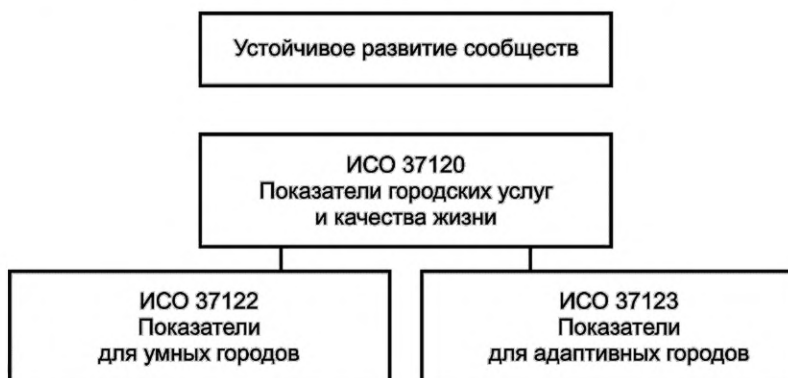 Устойчивое развитие сообществ
ИСО 37120
Показатели городских услуг
и качества жизни
ИСО 37122
Показатели
для умных городов
ИСО 37123
Показатели
для адаптивных городов